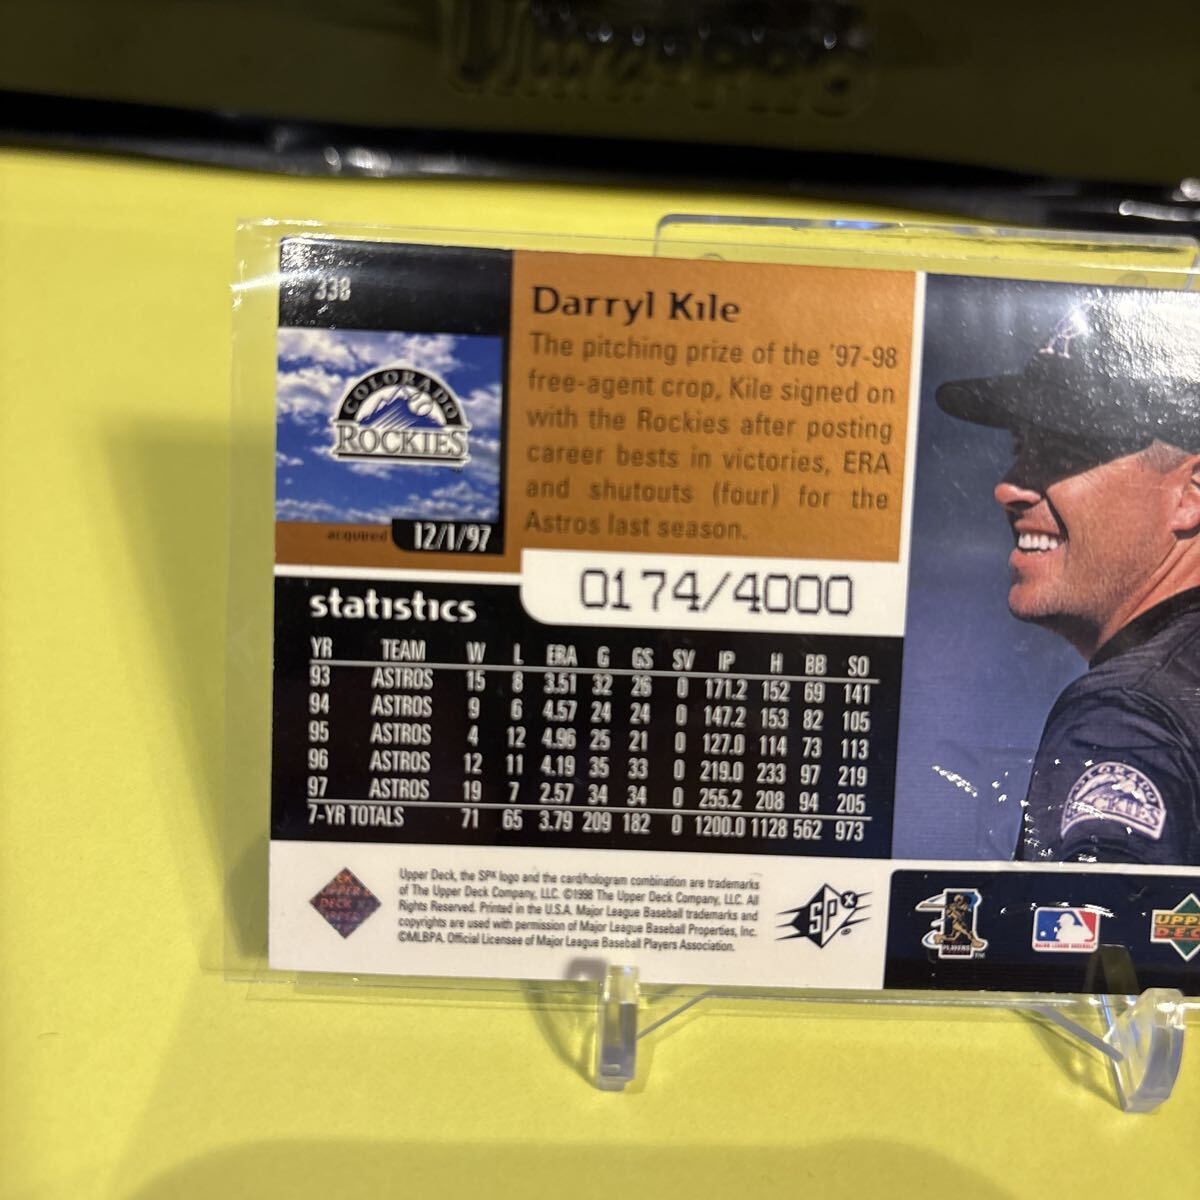 338
Darryl Kile
The pitching prize of the '97-98
free-agent crop, Kile signed on
with the Rockies after posting
career bests in victories, ERA
and shutouts (four) for the
Astros last season.
COLORADO
ROCKIES
acquired 12/1/97
0174/4000
statistics
YR TEAM W L ERA G GS SV IP H BB SO
93 ASTROS 15 8 3.51 32 26 0 171.2 152 69 141
94 ASTROS 9 6 4.57 24 24 0 147.2 153 82 105
95 ASTROS 4 12 4.96 25 21 0 127.0 114 73 113
96 ASTROS 12 11 4.19 35 33 0 219.0 233 97 219
97 ASTROS 19 7 2.57 34 34 0 255.2 208 94 205
7-YR TOTALS 71 65 3.79 209 182 0 1200.0 1128 562 973
COLORADO
ROCKIES
Upper Deck, the SPx logo and the card/hologram combination are trademarks
of The Upper Deck Company, LLC. ©1998 The Upper Deck Company, LLC. All
Rights Reserved. Printed in the U.S.A. Major League Baseball trademarks and
copyrights are used with permission of Major League Baseball Properties, Inc.
©MLBPA. Official Licensee of Major League Baseball Players Association.
SPx
PLAYERS
MAJOR LEAGUE BASEBALL